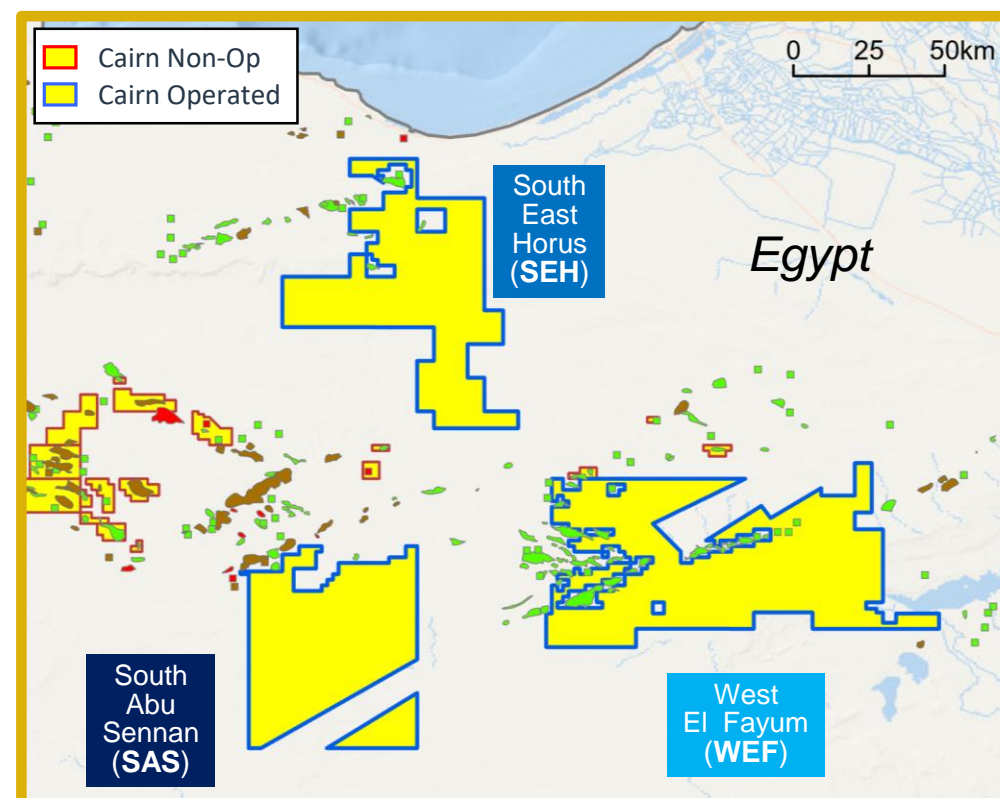 Cairn Non-Op
Cairn Operated
0 25 50km
South
East
Horus
(SEH)
Egypt
South
Abu
Sennan
(SAS)
West
El Fayum
(WEF)